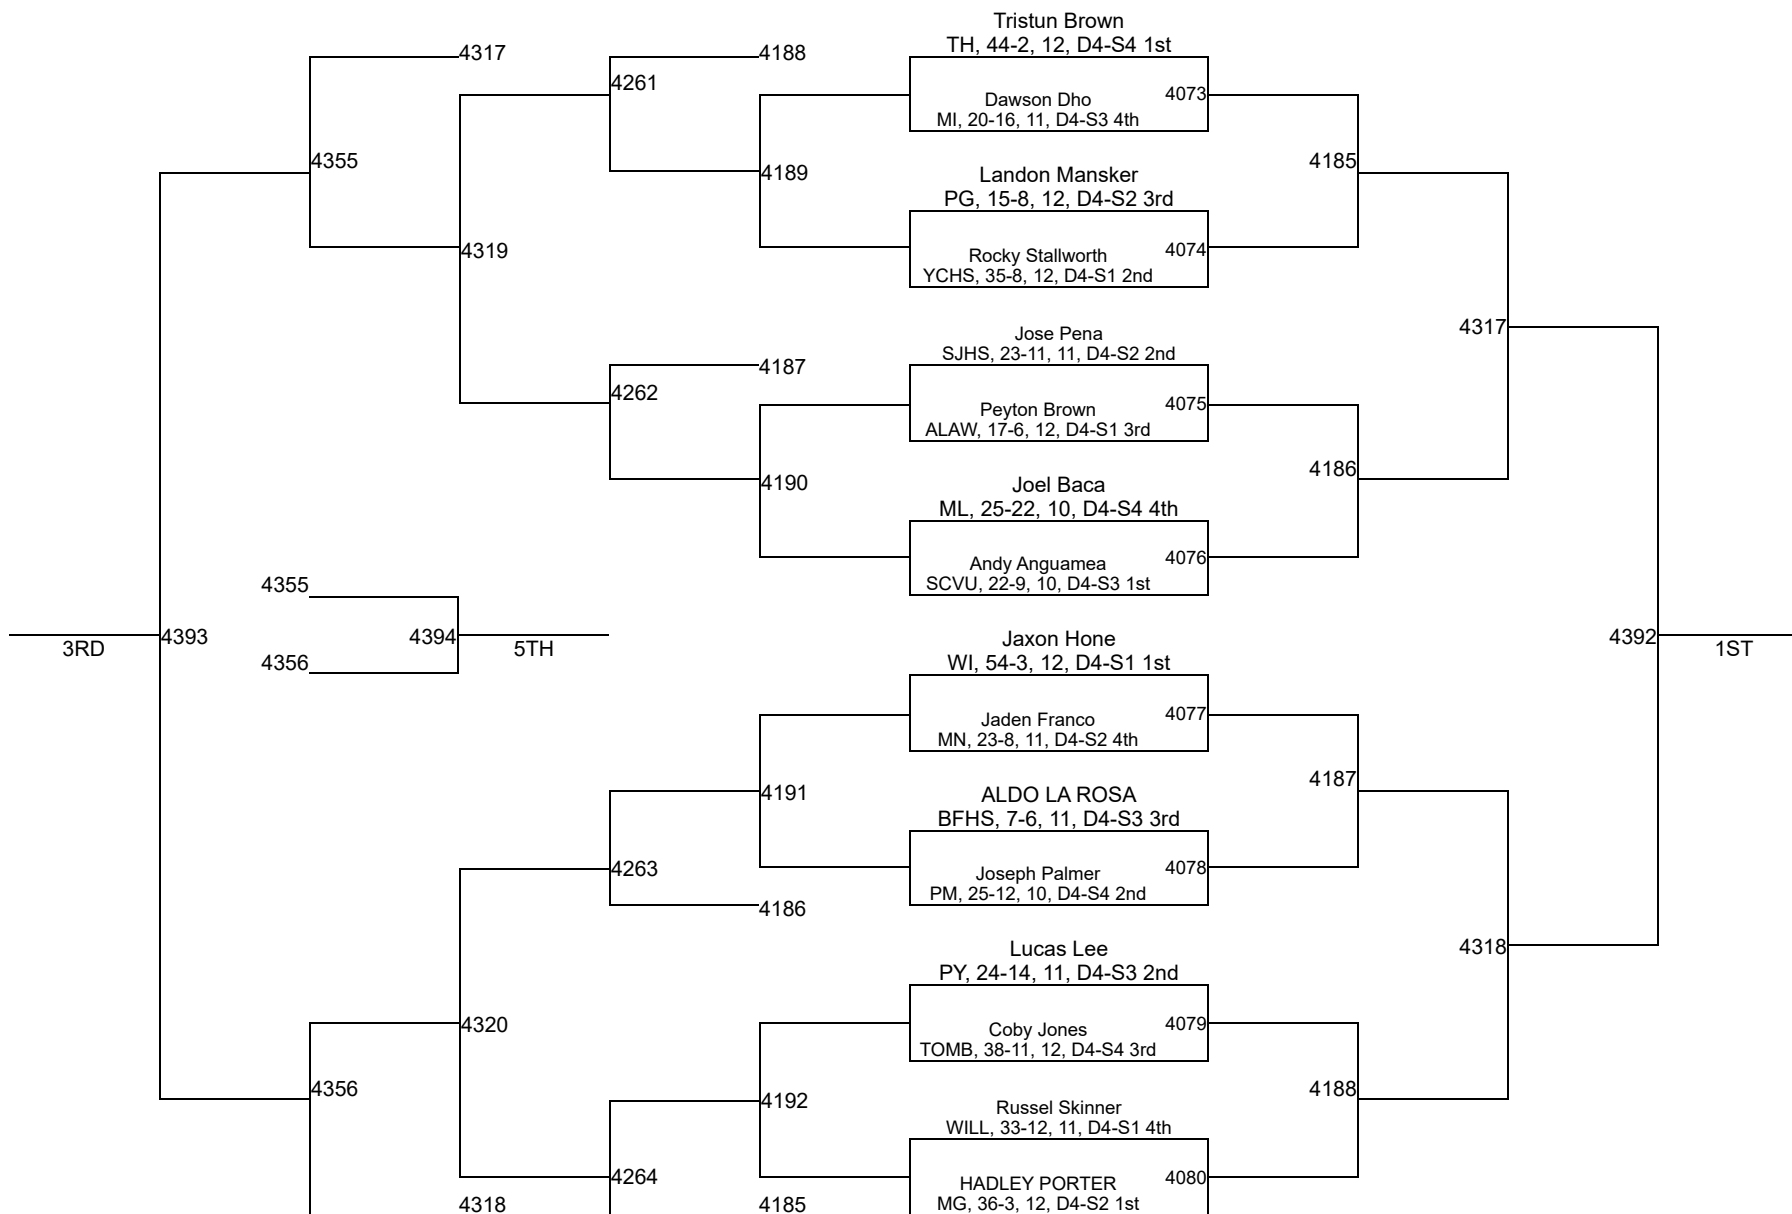 Tristun Brown
TH, 44-2, 12, D4-S4 1st
4317
4188
4261
Dawson Dho
4073
MI, 20-16, 11, D4-S3 4th
4355
4185
4189
Landon Mansker
PG, 15-8, 12, D4-S2 3rd
4319
Rocky Stallworth
4074
YCHS, 35-8, 12, D4-S1 2nd
4317
Jose Pena
SJHS, 23-11, 11, D4-S2 2nd
4187
4262
Peyton Brown
4075
ALAW, 17-6, 12, D4-S1 3rd
4186
4190
Joel Baca
ML, 25-22, 10, D4-S4 4th
Andy Anguamea
4076
SCVU, 22-9, 10, D4-S3 1st
4355
3RD
4393
4394
5TH
4356
Jaxon Hone
WI, 54-3, 12, D4-S1 1st
4392
1ST
Jaden Franco
4077
MN, 23-8, 11, D4-S2 4th
4187
4191
ALDO LA ROSA
BFHS, 7-6, 11, D4-S3 3rd
4263
Joseph Palmer
4078
PM, 25-12, 10, D4-S4 2nd
4186
4318
Lucas Lee
PY, 24-14, 11, D4-S3 2nd
4320
Coby Jones
4079
TOMB, 38-11, 12, D4-S4 3rd
4356
4188
4192
Russel Skinner
WILL, 33-12, 11, D4-S1 4th
4264
HADLEY PORTER
4080
MG, 36-3, 12, D4-S2 1st
4318
4185